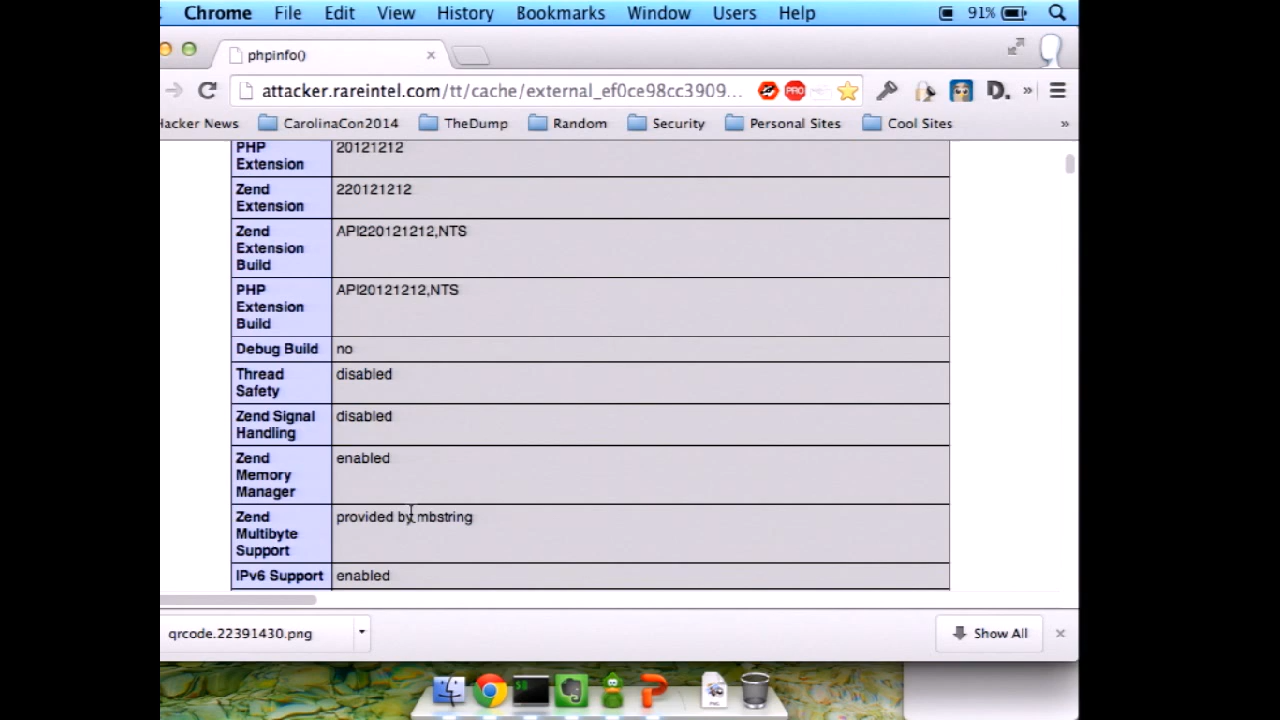 Chrome File Edit View History Bookmarks Window Users Help 91%
phpinfo()
attacker.rareintel.com/tt/cache/external_ef0ce98cc3909...
PRO
D.
Hacker News CarolinaCon2014 TheDump Random Security Personal Sites Cool Sites
PHP 20121212
Extension
Zend 220121212
Extension
Zend API220121212,NTS
Extension
Build
PHP API20121212,NTS
Extension
Build
Debug Build no
Thread disabled
Safety
Zend Signal disabled
Handling
Zend enabled
Memory
Manager
Zend provided by mbstring
Multibyte
Support
IPv6 Support enabled
qrcode.22391430.png
Show All